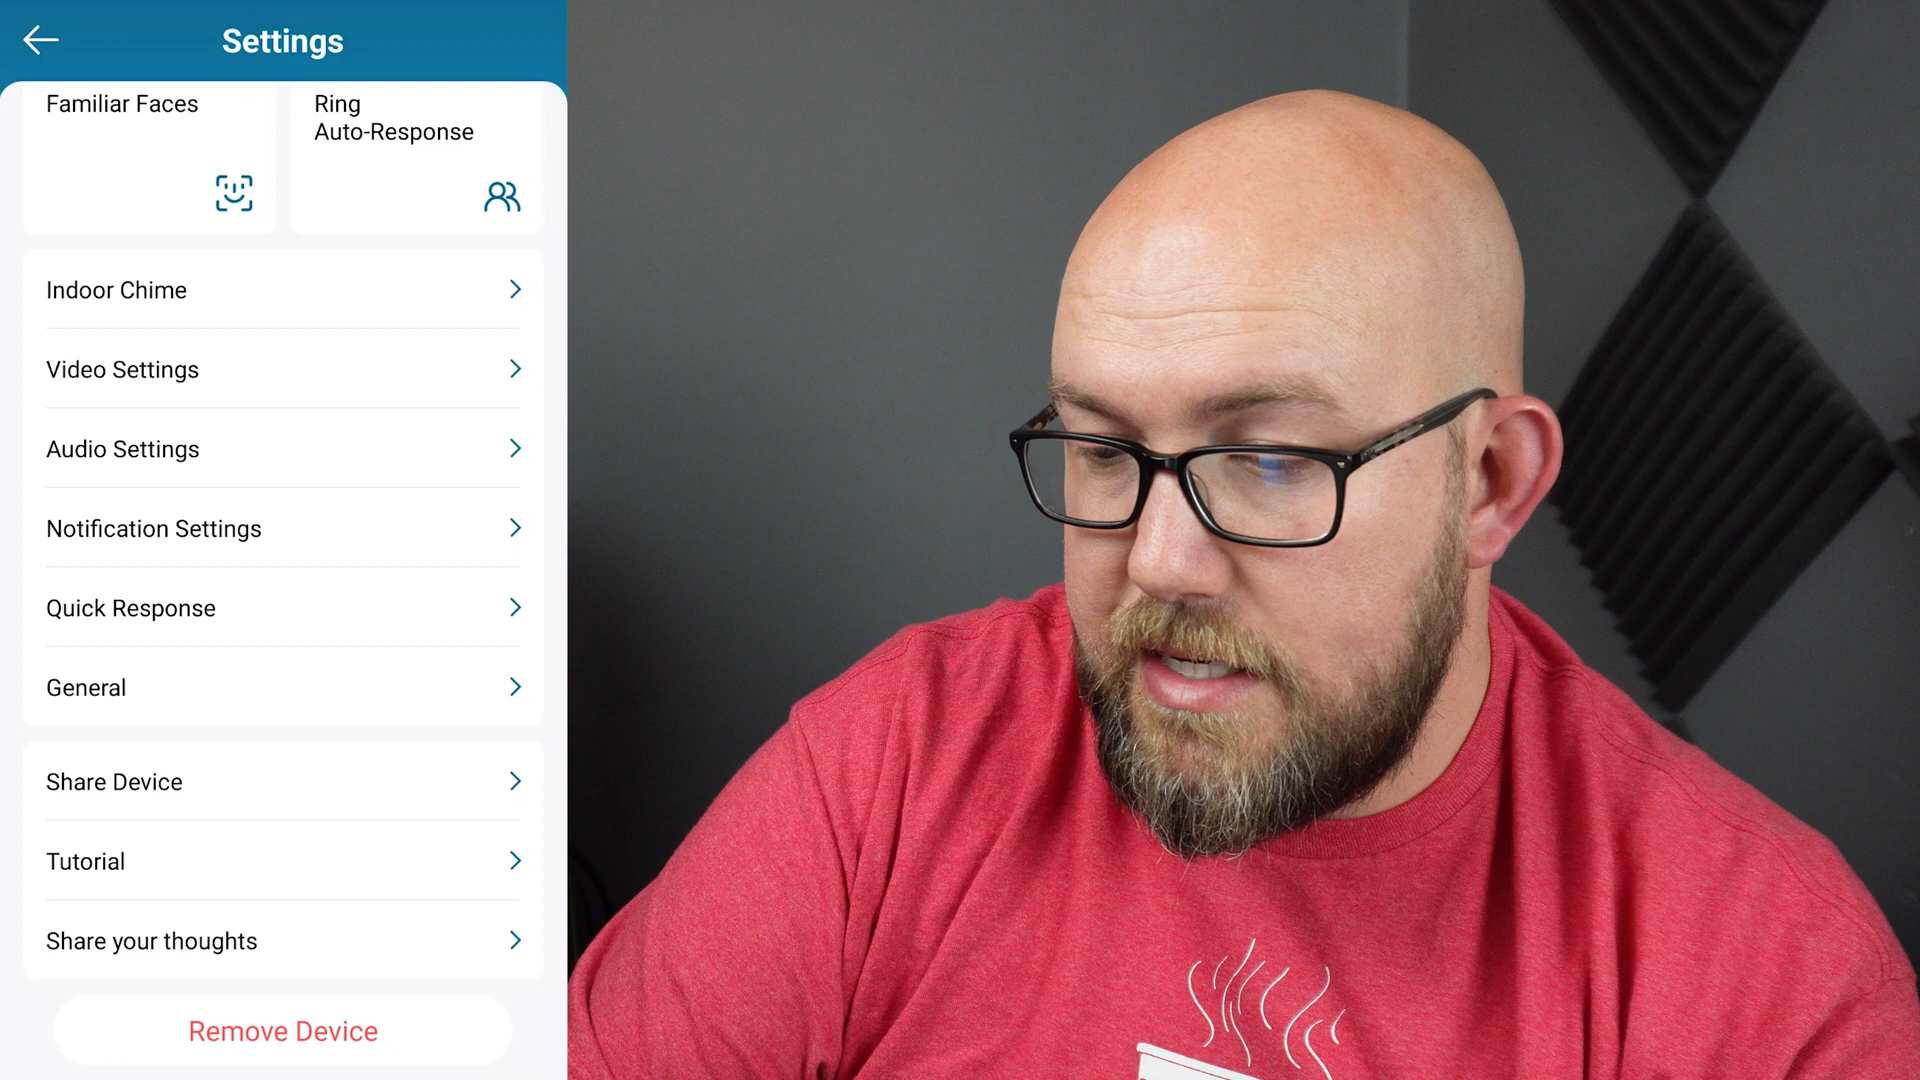 Settings
Familiar Faces
Ring
Auto-Response
Indoor Chime
Video Settings
Audio Settings
Notification Settings
Quick Response
General
Share Device
Tutorial
Share your thoughts
Remove Device